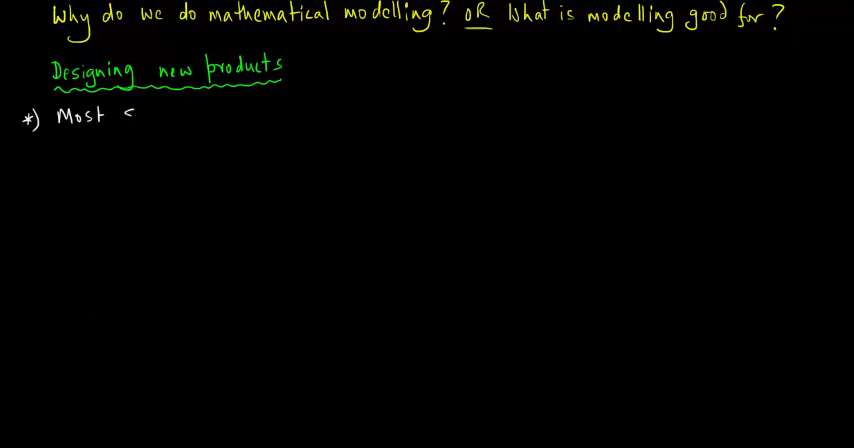 Why do we do mathematical modelling? OR What is modelling good for?
Designing new products
*) Most